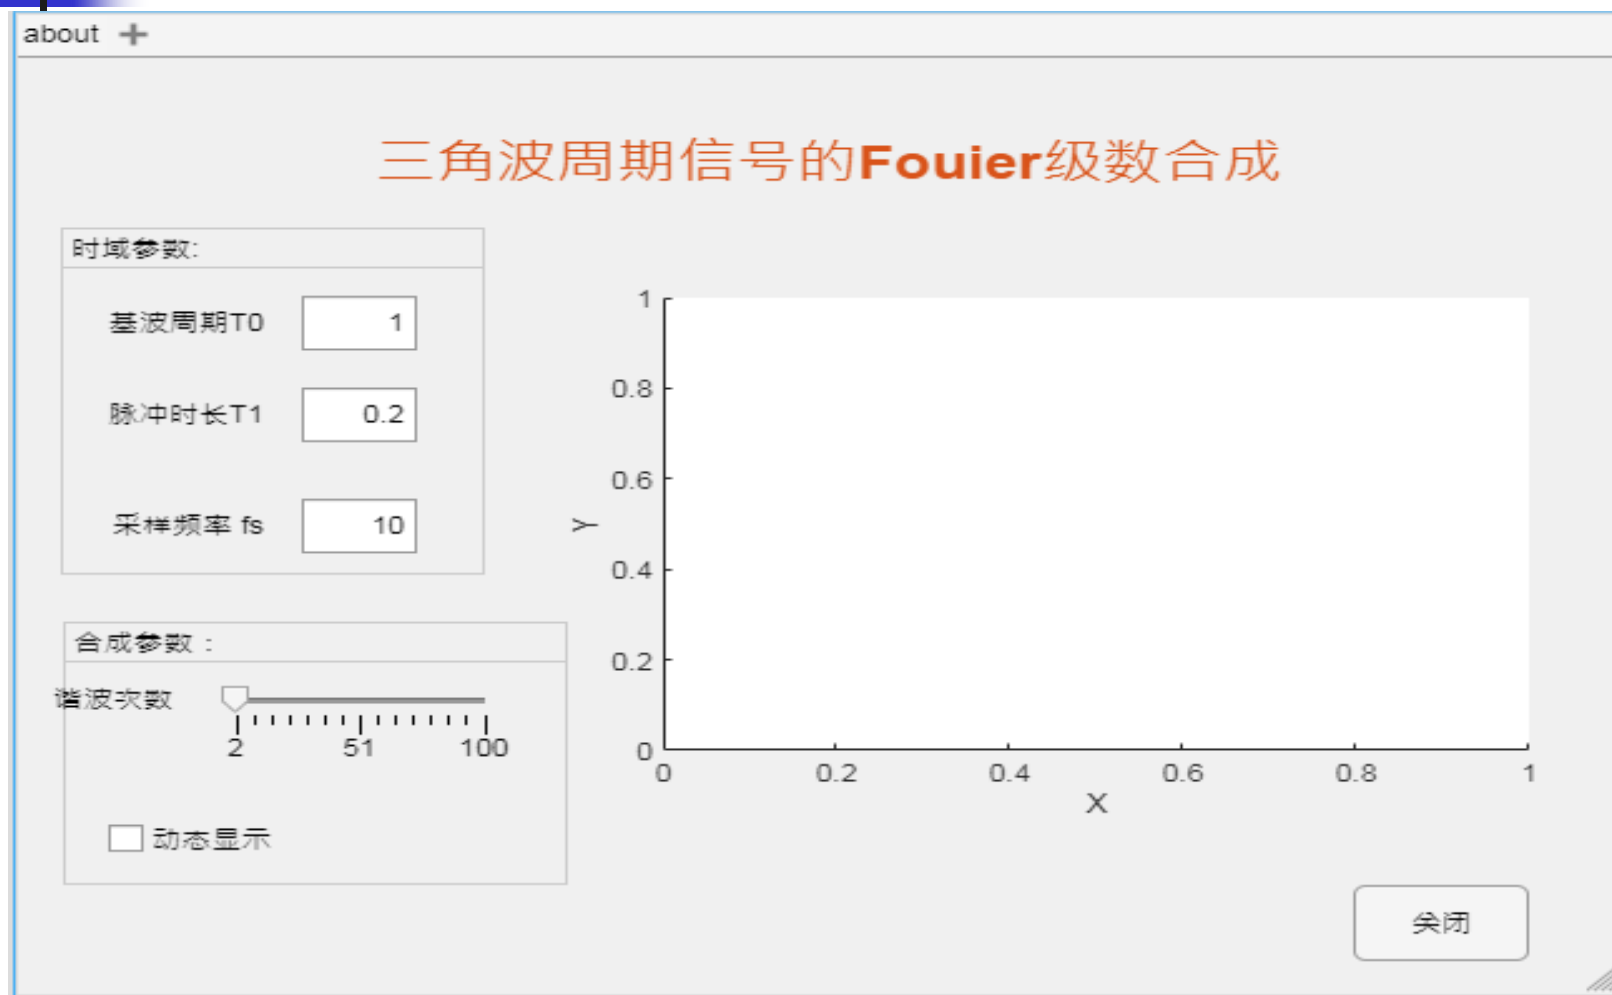 about +
三角波周期信号的Fouier级数合成
时域参数:
基波周期T0 1
脉冲时长T1 0.2
采样频率 fs 10
合成参数：
谐波次数
2 51 100
动态显示
1
0.8
0.6
0.4
0.2
0
Y
0 0.2 0.4 0.6 0.8 1
X
关闭